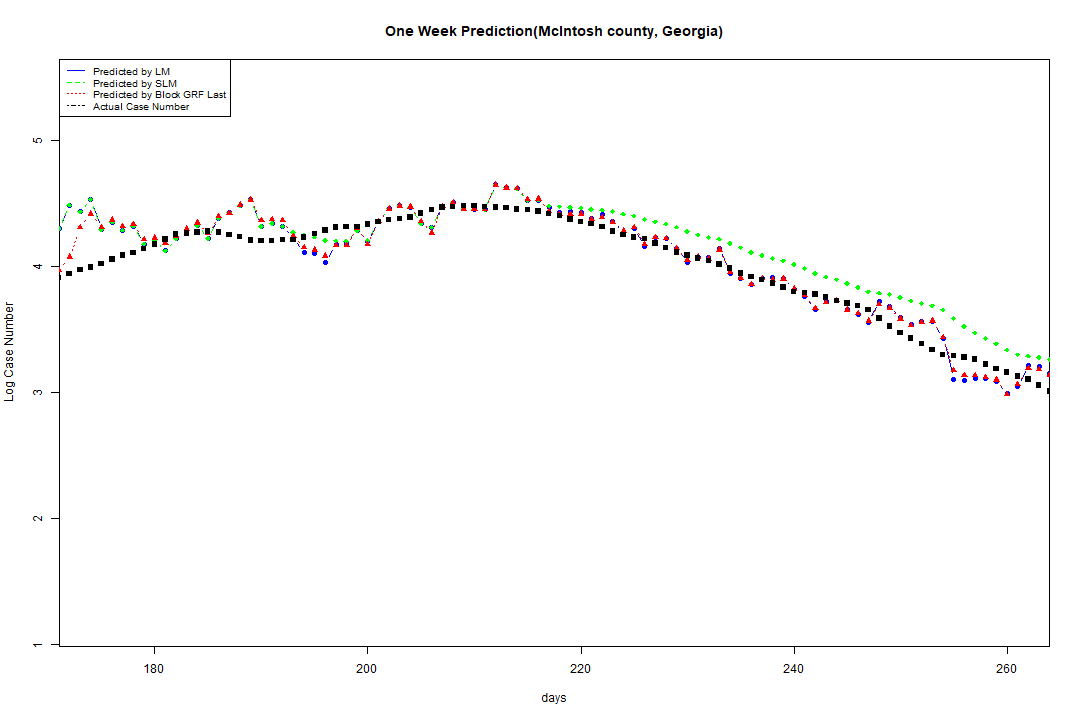 One Week Prediction(McIntosh county, Georgia)
Predicted by LM
Predicted by SLM
Predicted by Block GRF Last
Actual Case Number
5
4
3
2
1
Log Case Number
180 200 220 240 260
days